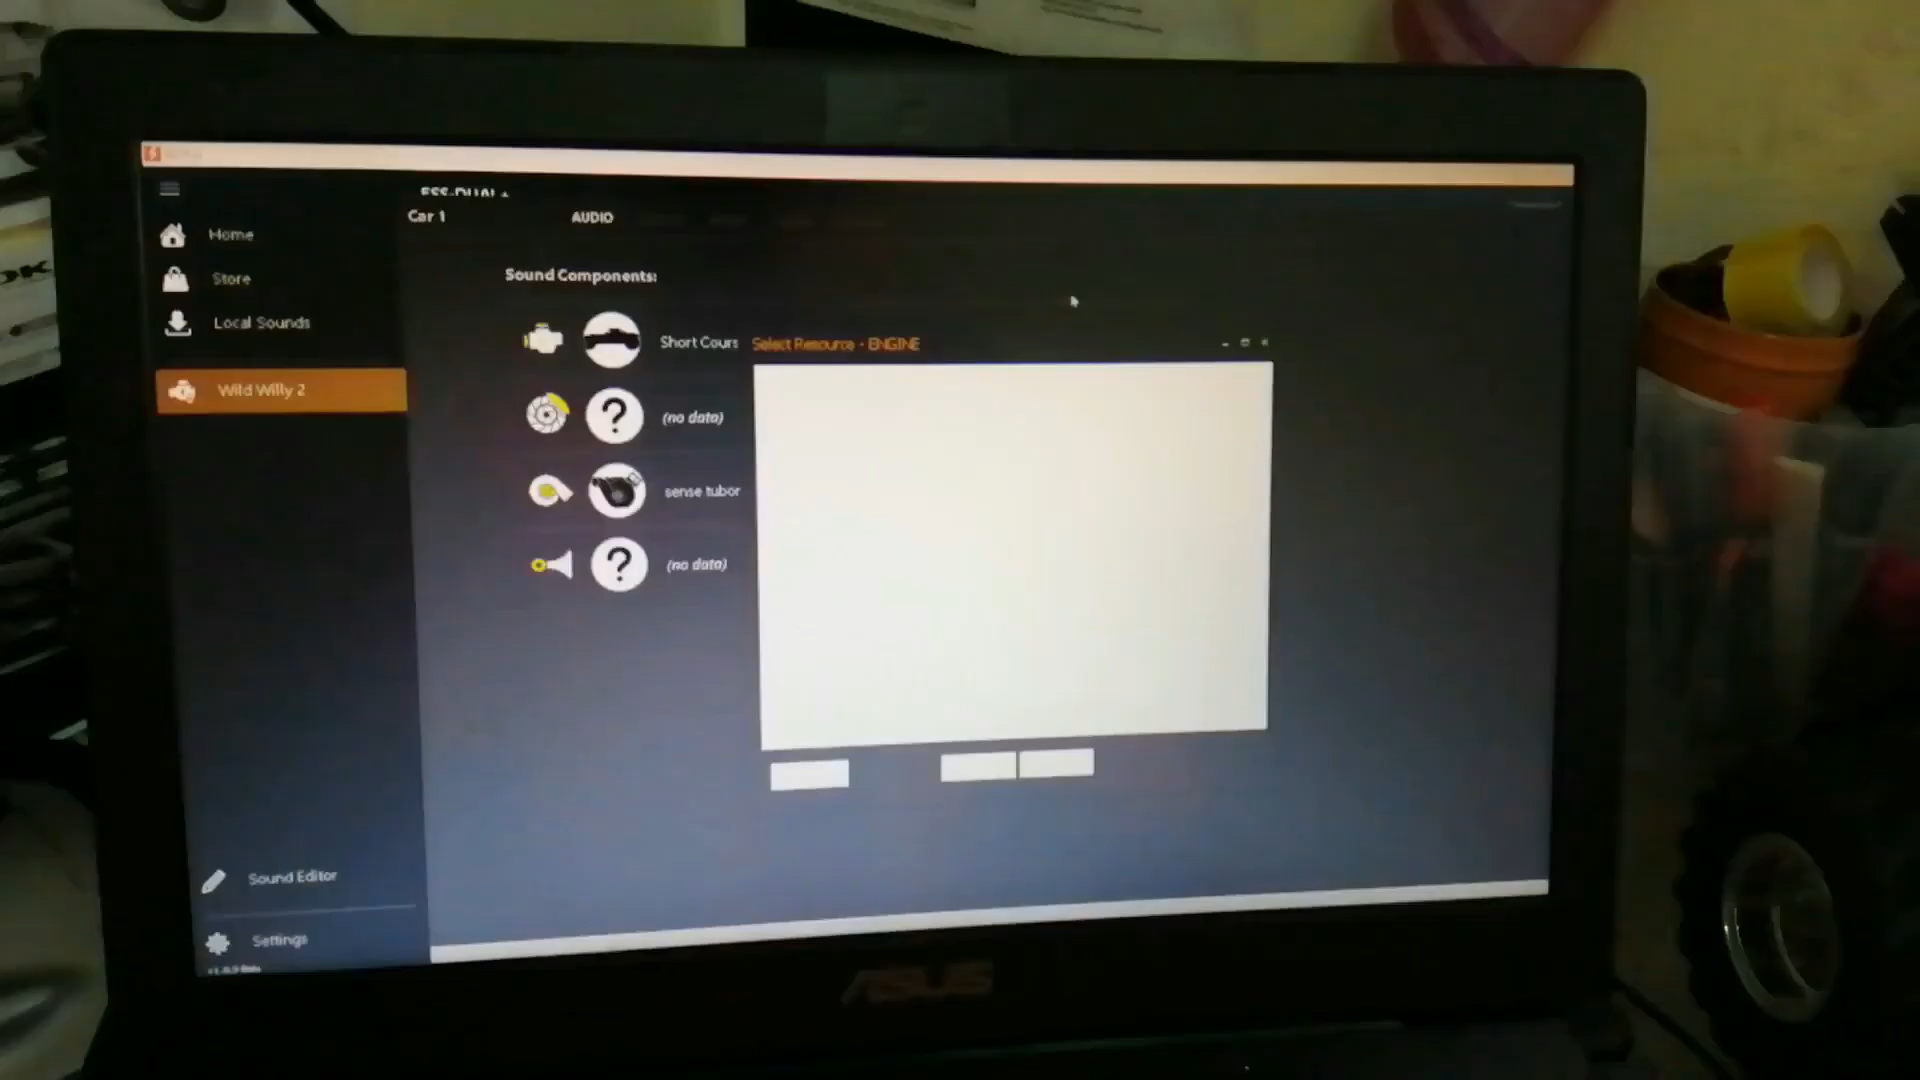 ESS-DUAL+
Car 1
AUDIO
Home
Store
Local Sounds
Wild Willy 2
Sound Components:
Short Cours
Select Resource - ENGINE
?
(no data)
sense tubor
?
(no data)
Sound Editor
Settings
ASUS